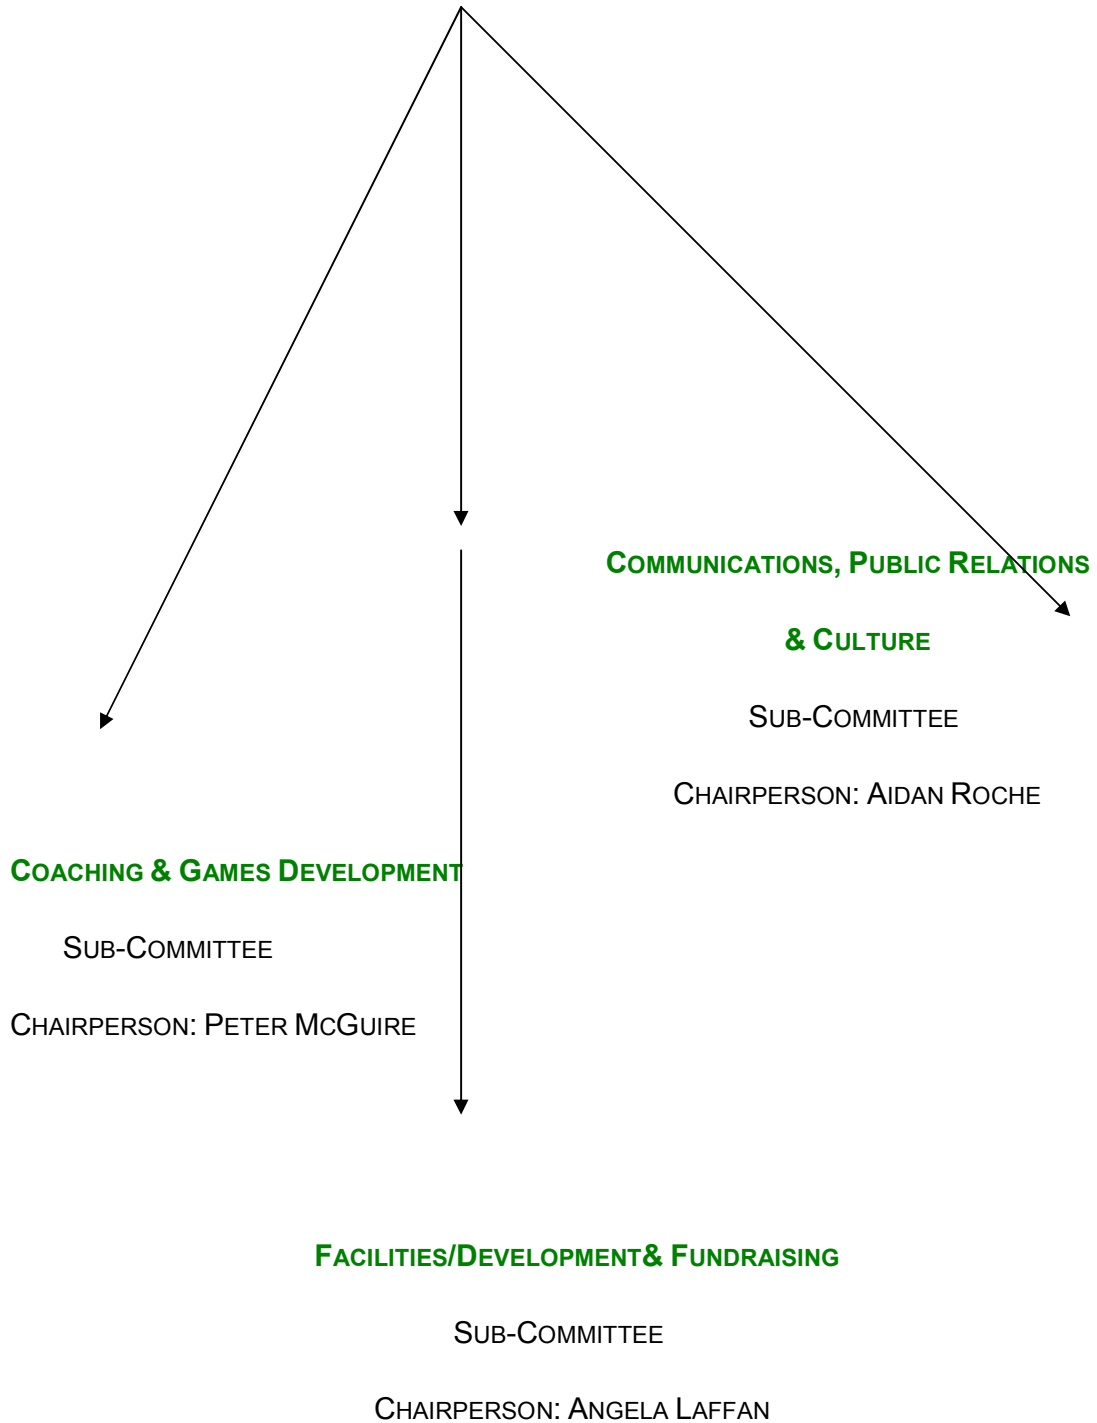 COMMUNICATIONS, PUBLIC RELATIONS
& CULTURE
SUB-COMMITTEE
CHAIRPERSON: AIDAN ROCHE
COACHING & GAMES DEVELOPMENT
SUB-COMMITTEE
CHAIRPERSON: PETER MCGUIRE
FACILITIES/DEVELOPMENT& FUNDRAISING
SUB-COMMITTEE
CHAIRPERSON: ANGELA LAFFAN